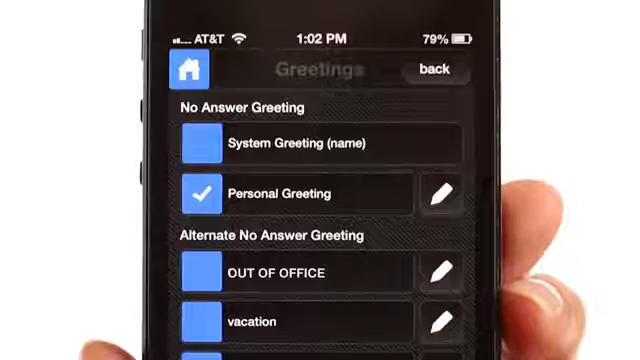 AT&T 1:02 PM 79%
Greetings back
No Answer Greeting
System Greeting (name)
Personal Greeting
Alternate No Answer Greeting
OUT OF OFFICE
vacation